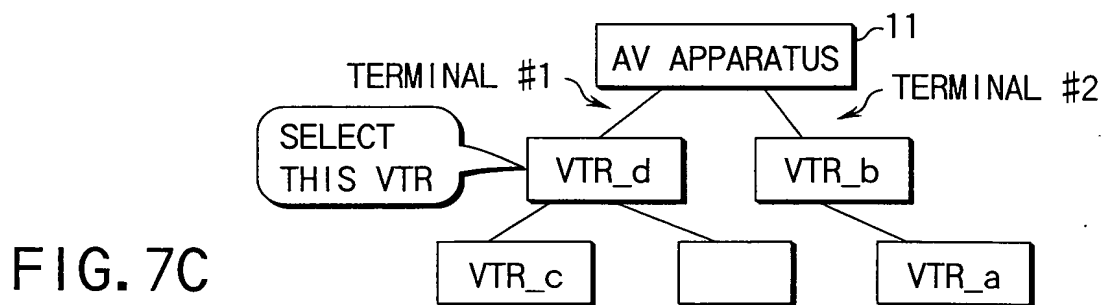 11
AV APPARATUS
TERMINAL #1
TERMINAL #2
SELECT
THIS VTR
VTR_d
VTR_b
FIG. 7C
VTR_c
VTR_a